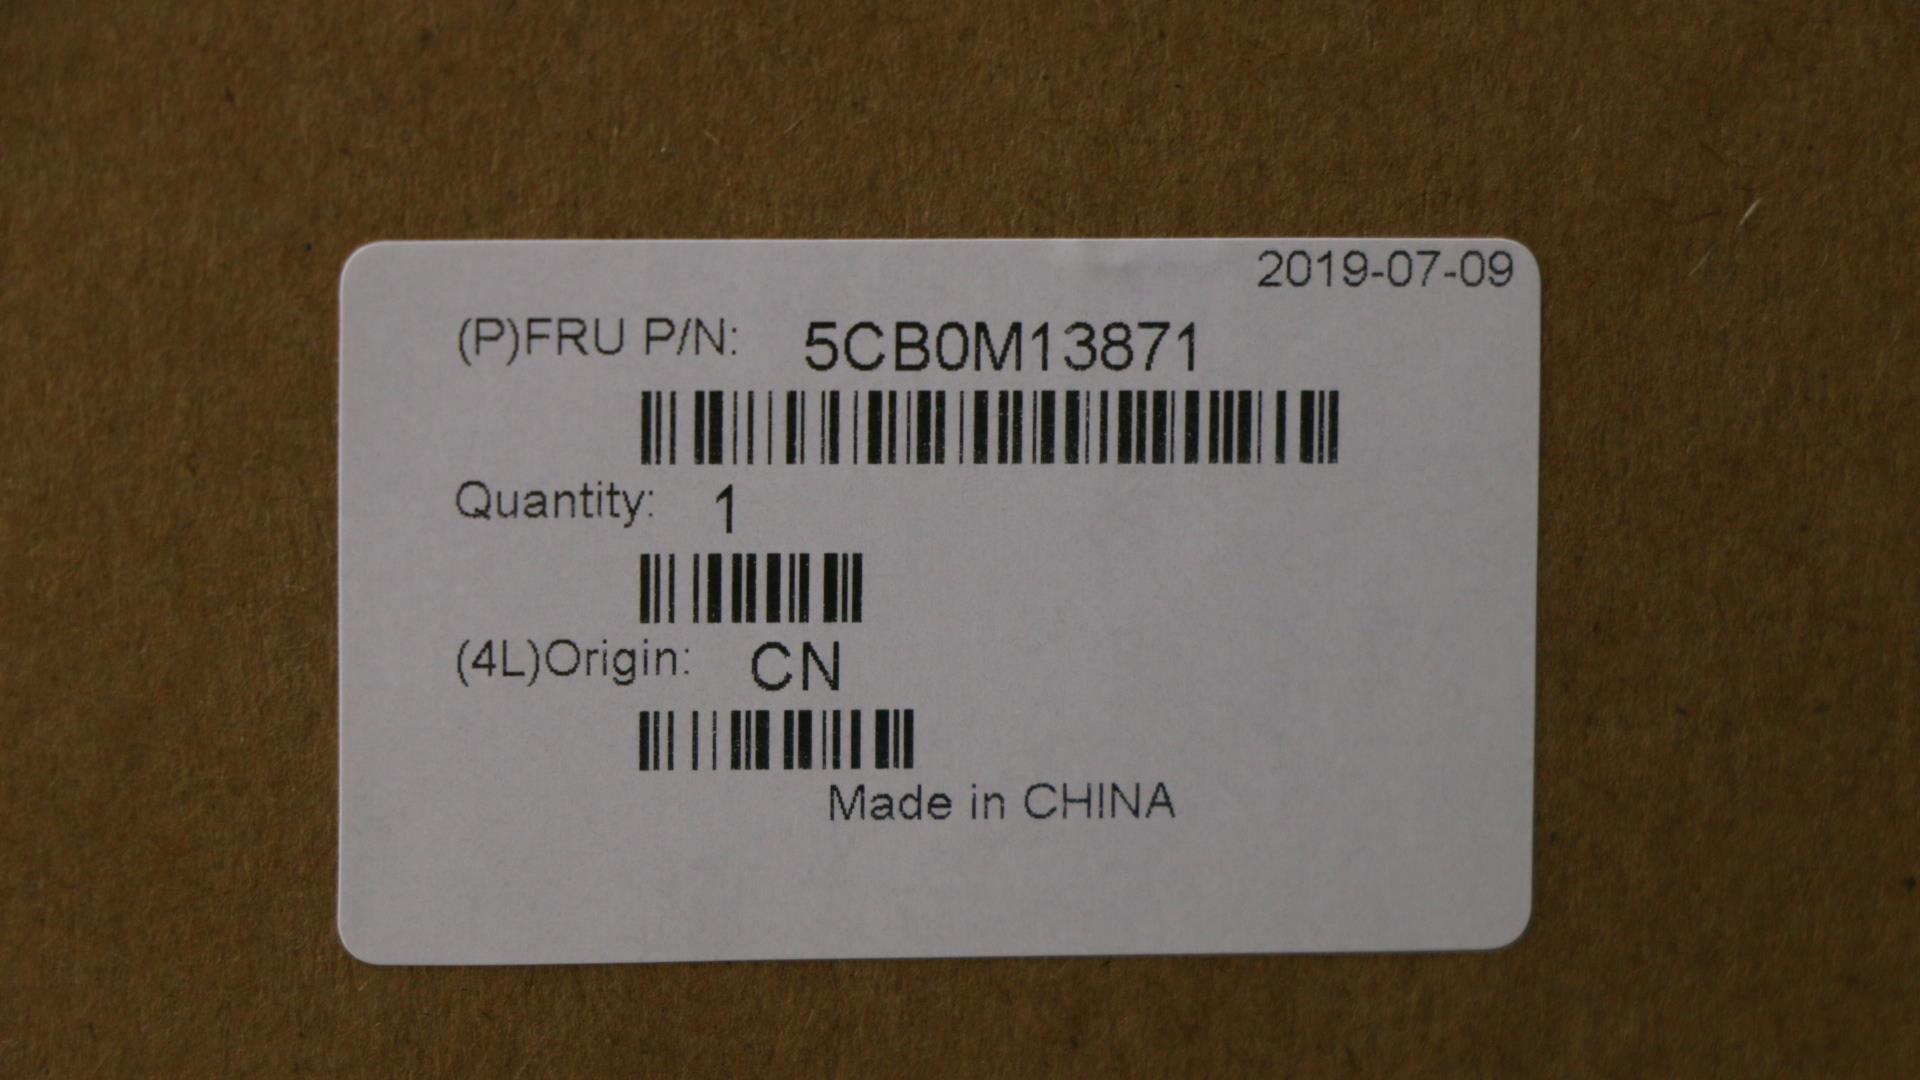 2019-07-09
(P)FRU P/N: 5CB0M13871
Quantity: 1
(4L)Origin: CN
Made in CHINA